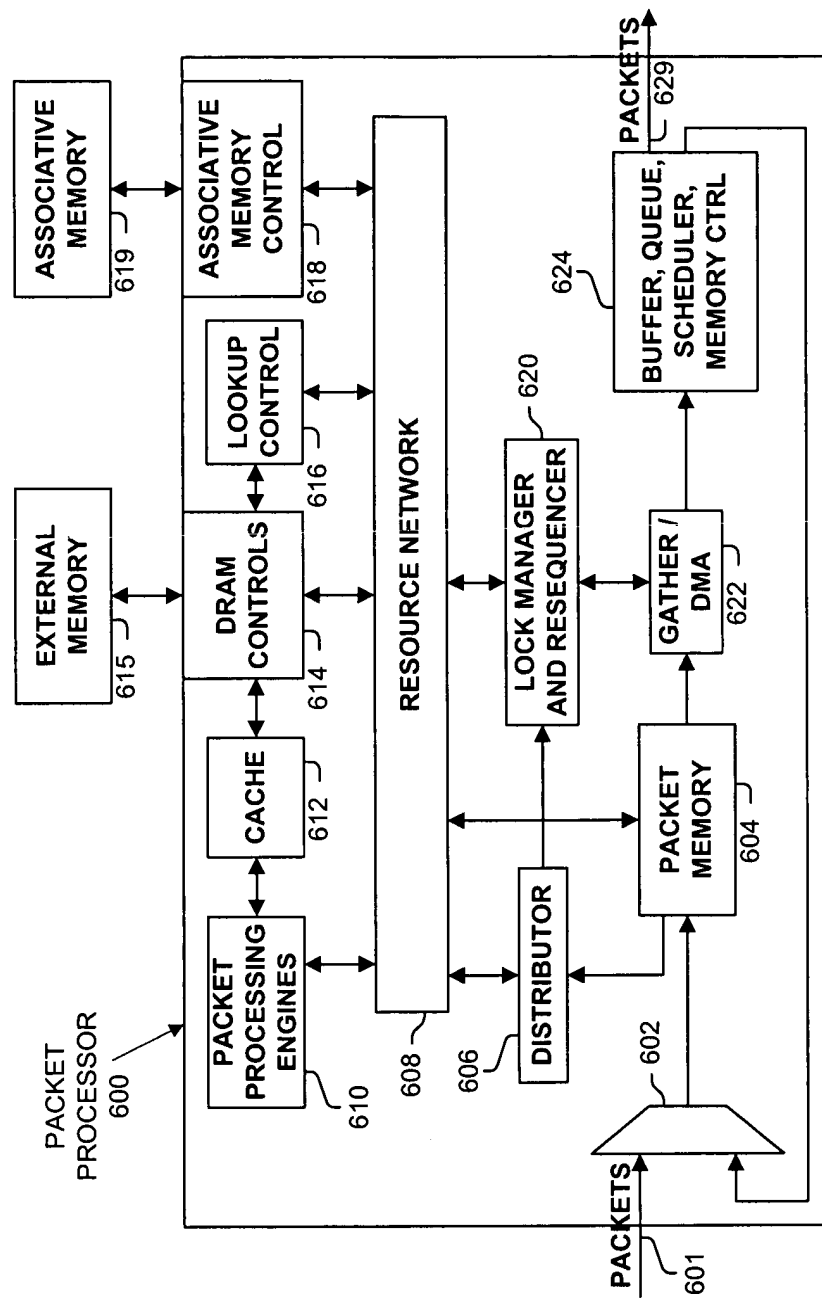 PACKET
PROCESSOR
600
EXTERNAL
MEMORY
615
ASSOCIATIVE
MEMORY
619
PACKET
PROCESSING
ENGINES
610
CACHE
612
DRAM
CONTROLS
614
LOOKUP
CONTROL
616
ASSOCIATIVE
MEMORY
CONTROL
618
RESOURCE NETWORK
608
DISTRIBUTOR
606
LOCK MANAGER
AND RESEQUENCER
620
PACKETS
601
602
PACKET
MEMORY
604
GATHER /
DMA
622
BUFFER, QUEUE,
SCHEDULER,
MEMORY CTRL
624
PACKETS
629